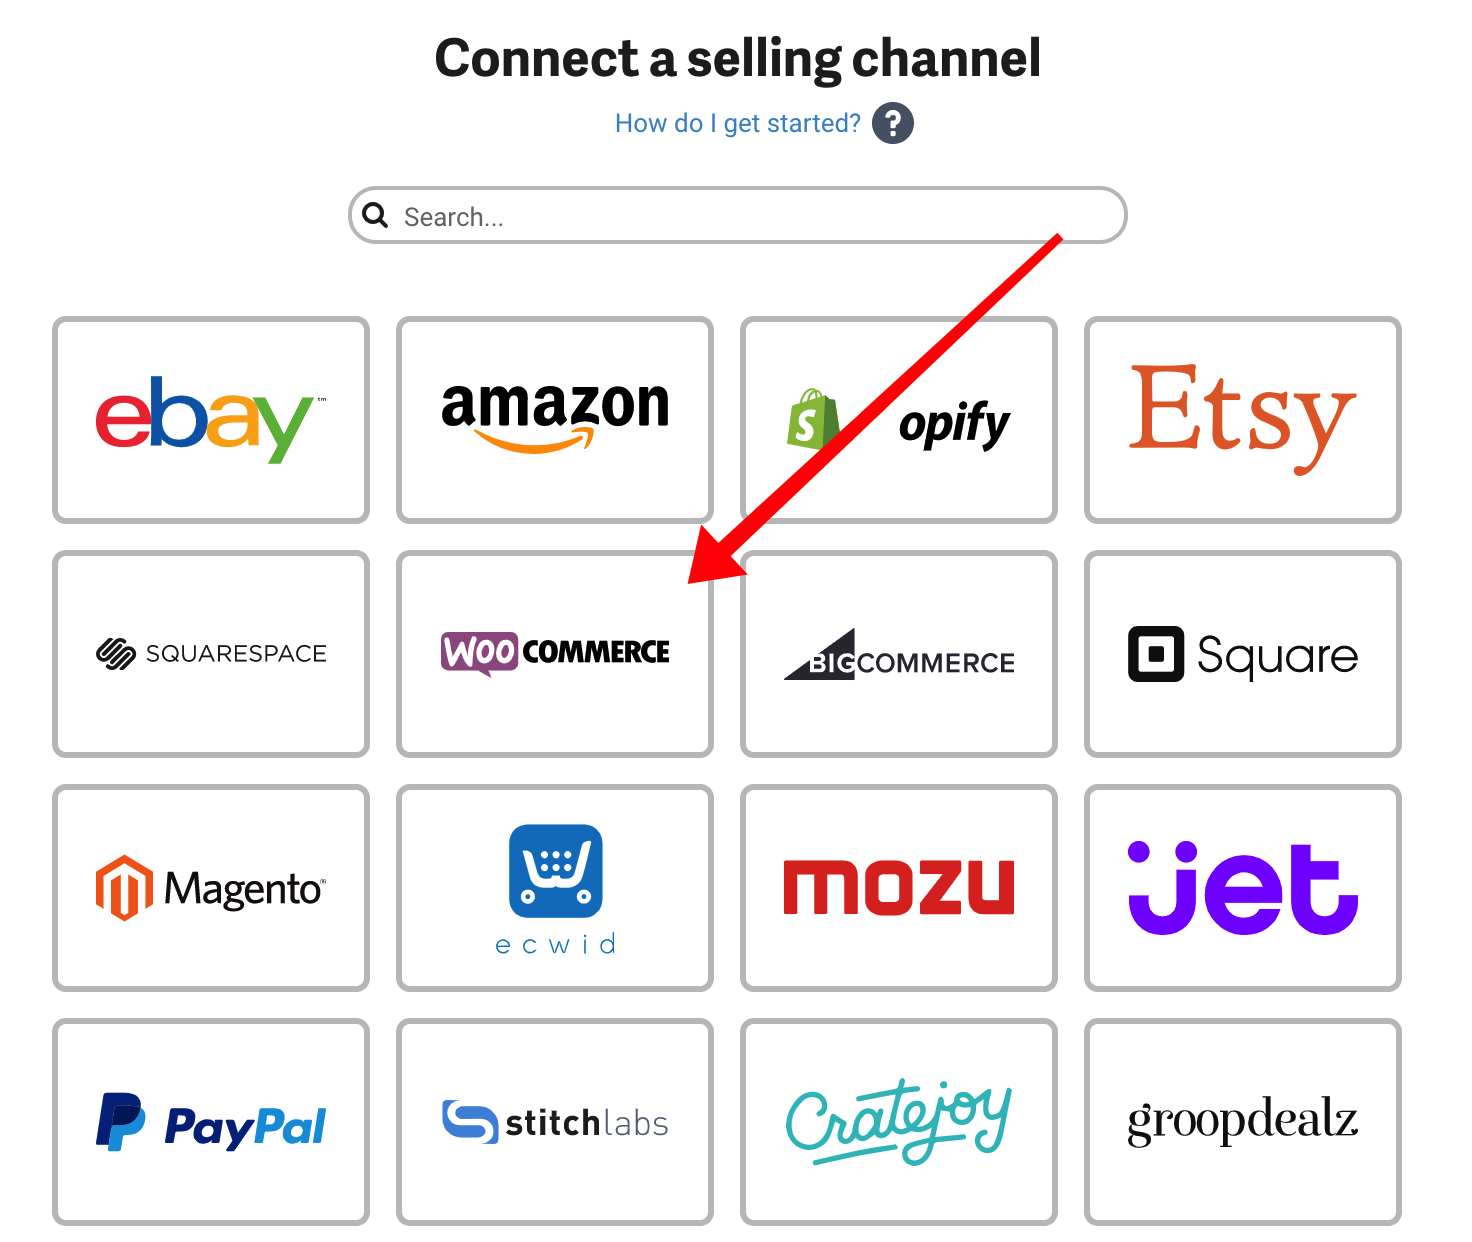 Connect a selling channel
How do I get started? ?
Search...
ebay™
amazon
S opify
Etsy
SQUARESPACE
WOO COMMERCE
BIGCOMMERCE
Square
Magento®
ecwid
mozu
jet
PayPal
stitchlabs
Cratejoy
groopdealz